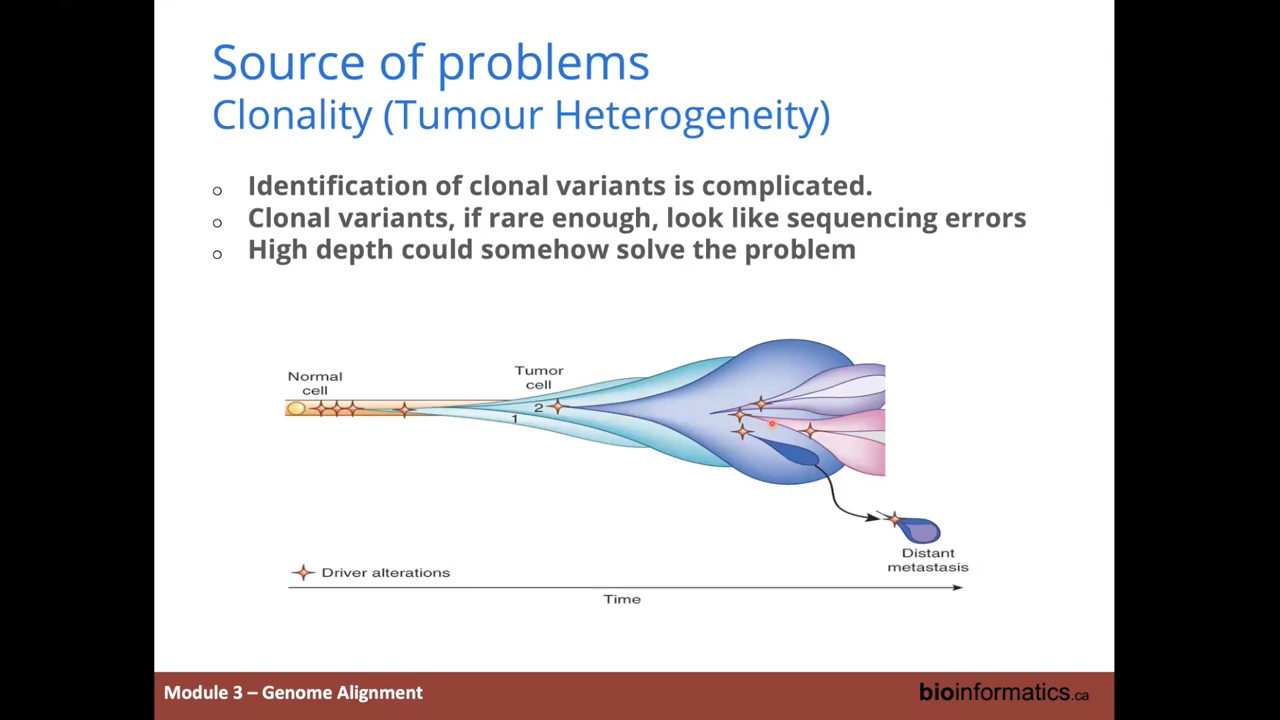 Source of problems
Clonality (Tumour Heterogeneity)
Identification of clonal variants is complicated.
Clonal variants, if rare enough, look like sequencing errors
High depth could somehow solve the problem
Normal
cell
Tumor
cell
2
1
Distant
metastasis
Driver alterations
Time
Module 3 – Genome Alignment
bioinformatics.ca